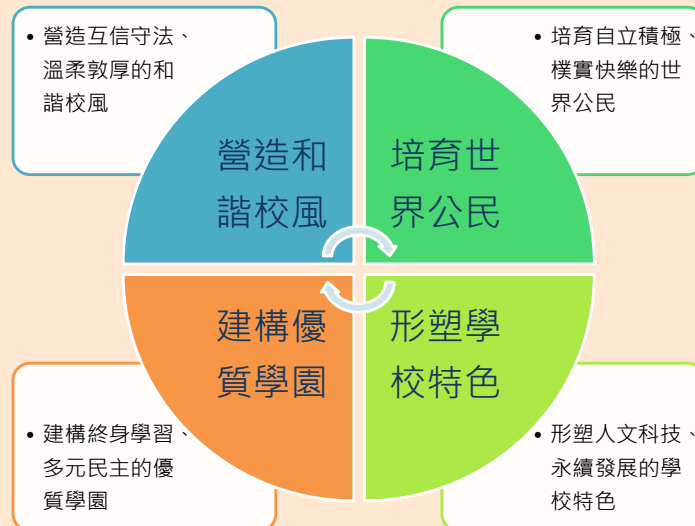 • 營造互信守法、
溫柔敦厚的和
諧校風
• 培育自立積極、
樸實快樂的世
界公民
營造和
諧校風
培育世
界公民
建構優
質學園
形塑學
校特色
• 建構終身學習、
多元民主的優
質學園
• 形塑人文科技、
永續發展的學
校特色